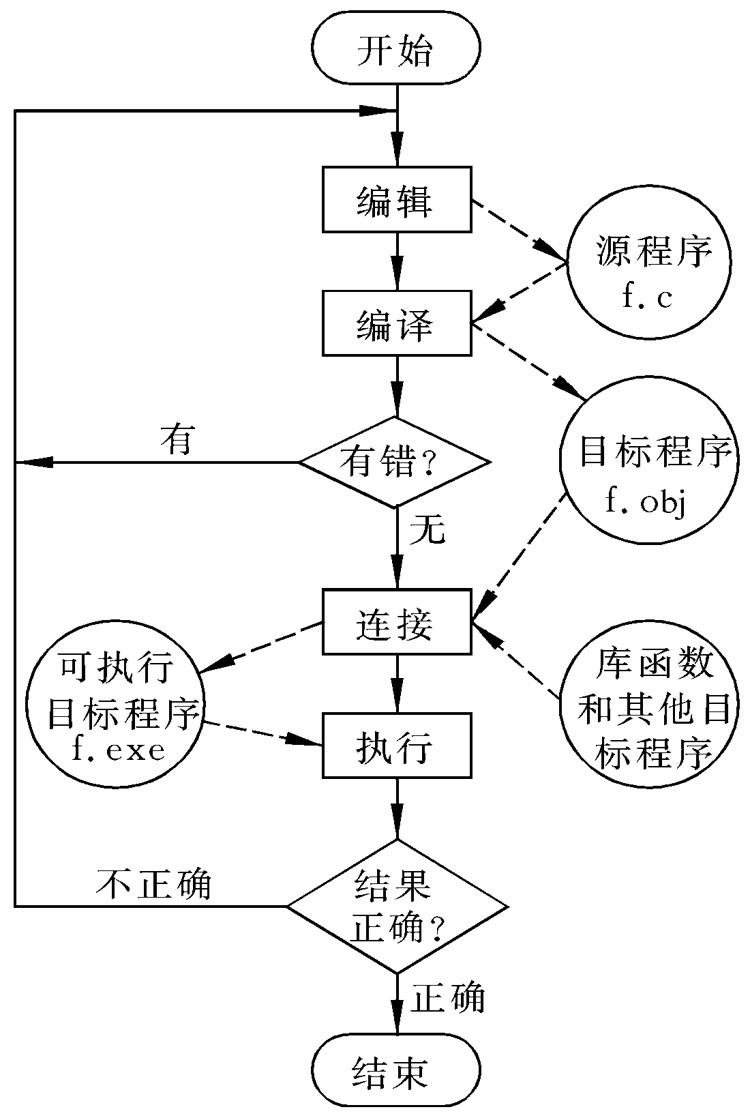 开始
编辑
源程序
f.c
编译
有错?
有
目标程序
f.obj
无
连接
库函数
和其他目
标程序
可执行
目标程序
f.exe
执行
结果
正确?
不正确
正确
结束